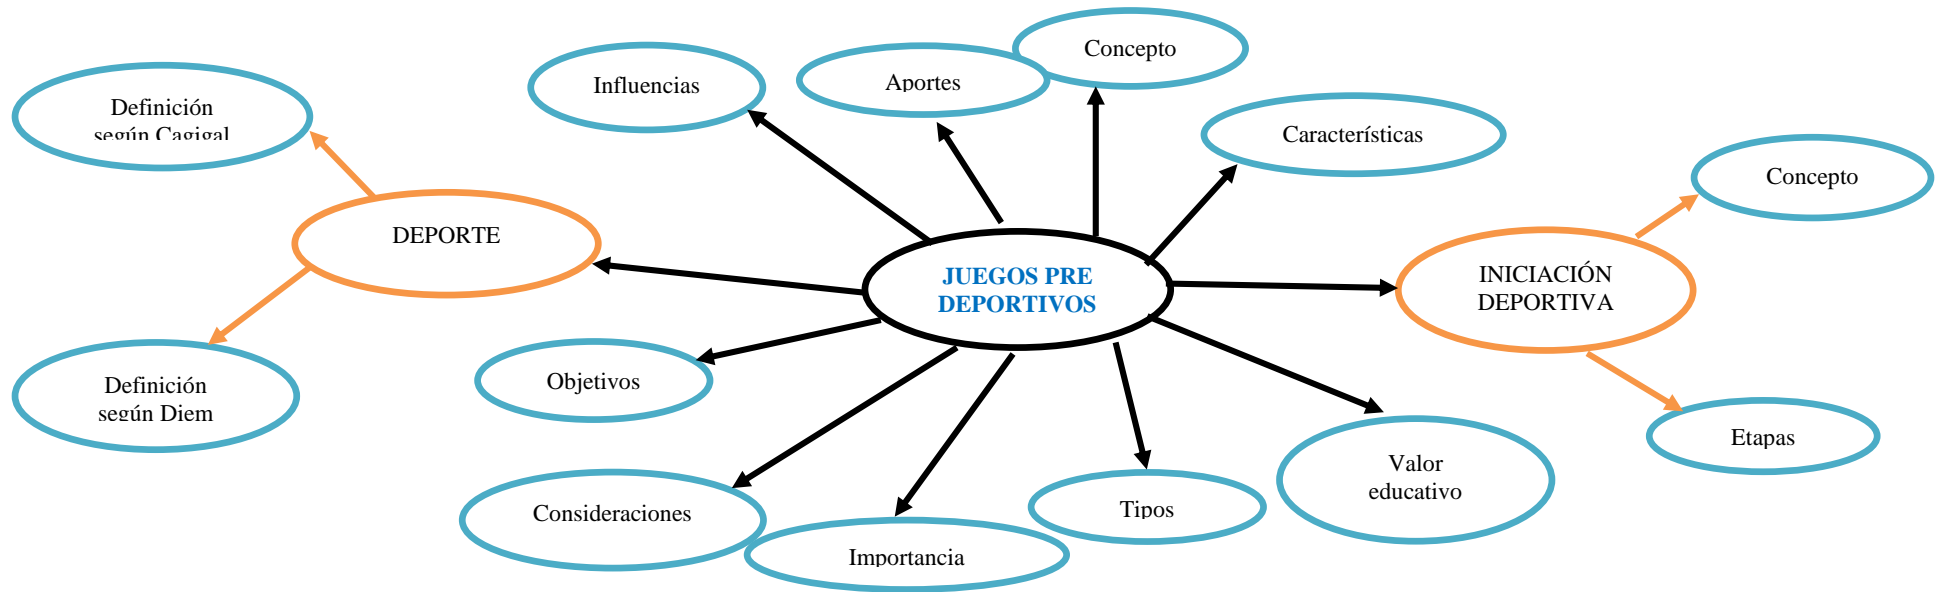 Concepto
Influencias
Aportes
Definición
según Cagigal
Características
Concepto
DEPORTE
JUEGOS PRE
DEPORTIVOS
INICIACIÓN
DEPORTIVA
Definición
según Diem
Objetivos
Etapas
Valor
educativo
Consideraciones
Tipos
Importancia